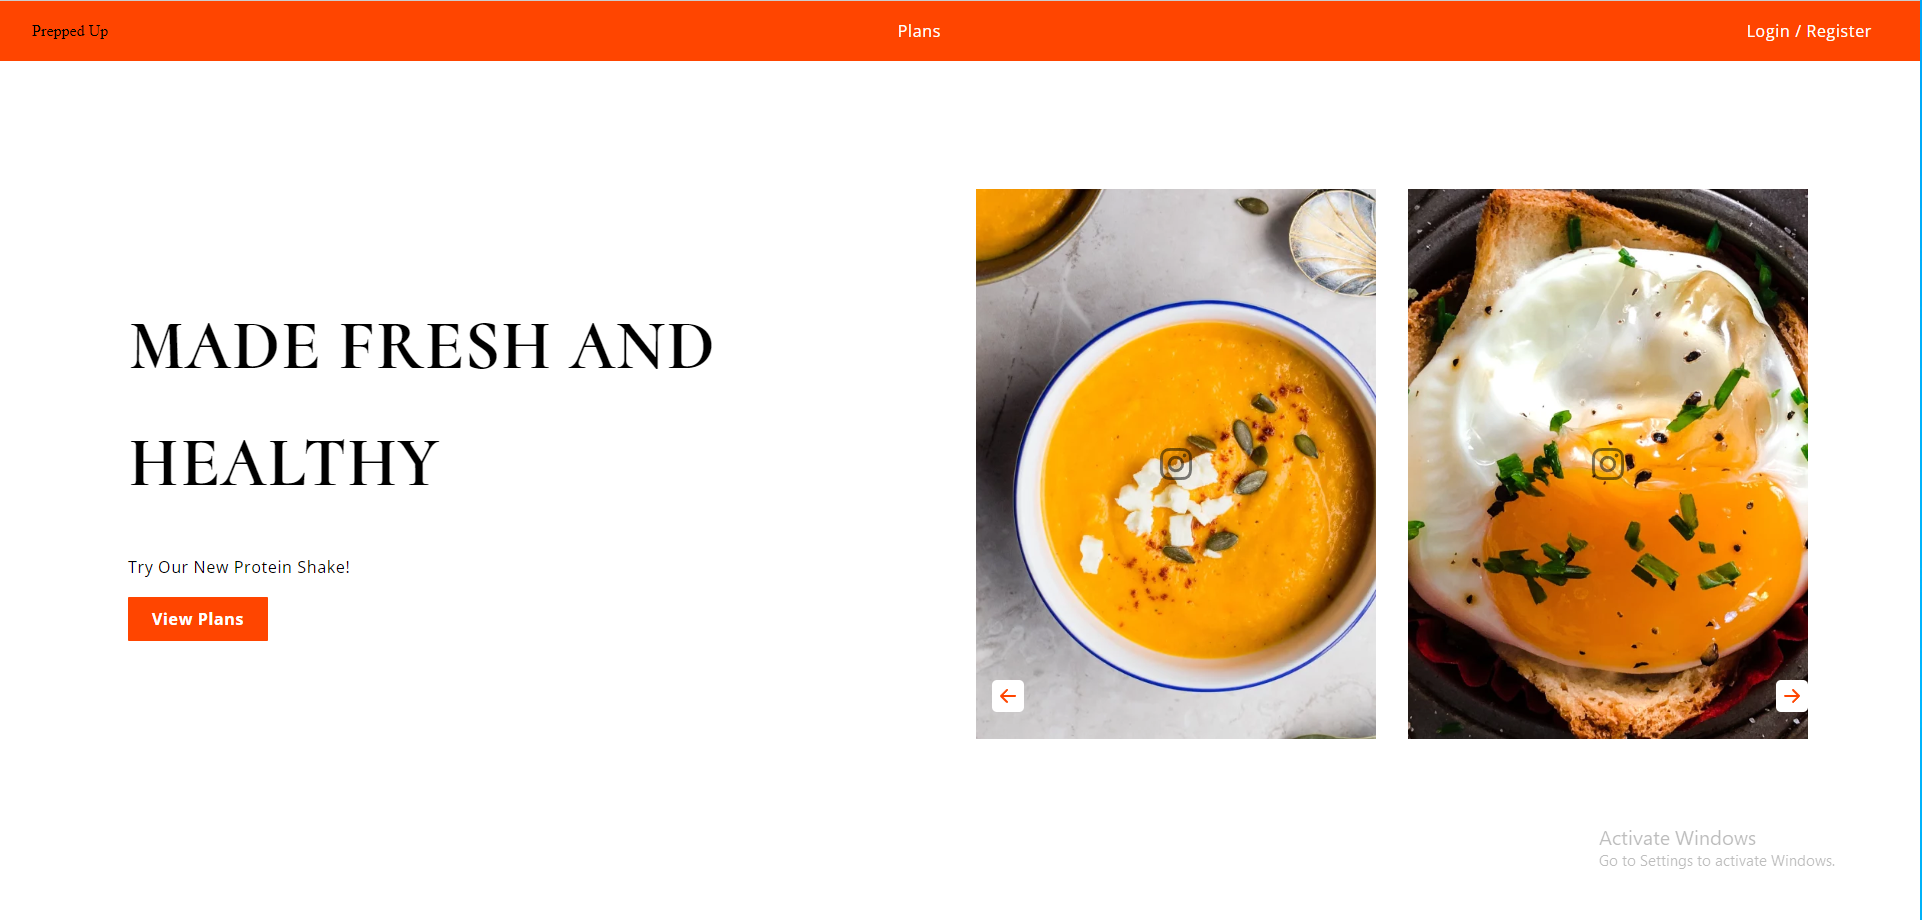 Prepped Up
Plans
Login / Register
MADE FRESH AND
HEALTHY
Try Our New Protein Shake!
View Plans
Activate Windows
Go to Settings to activate Windows.